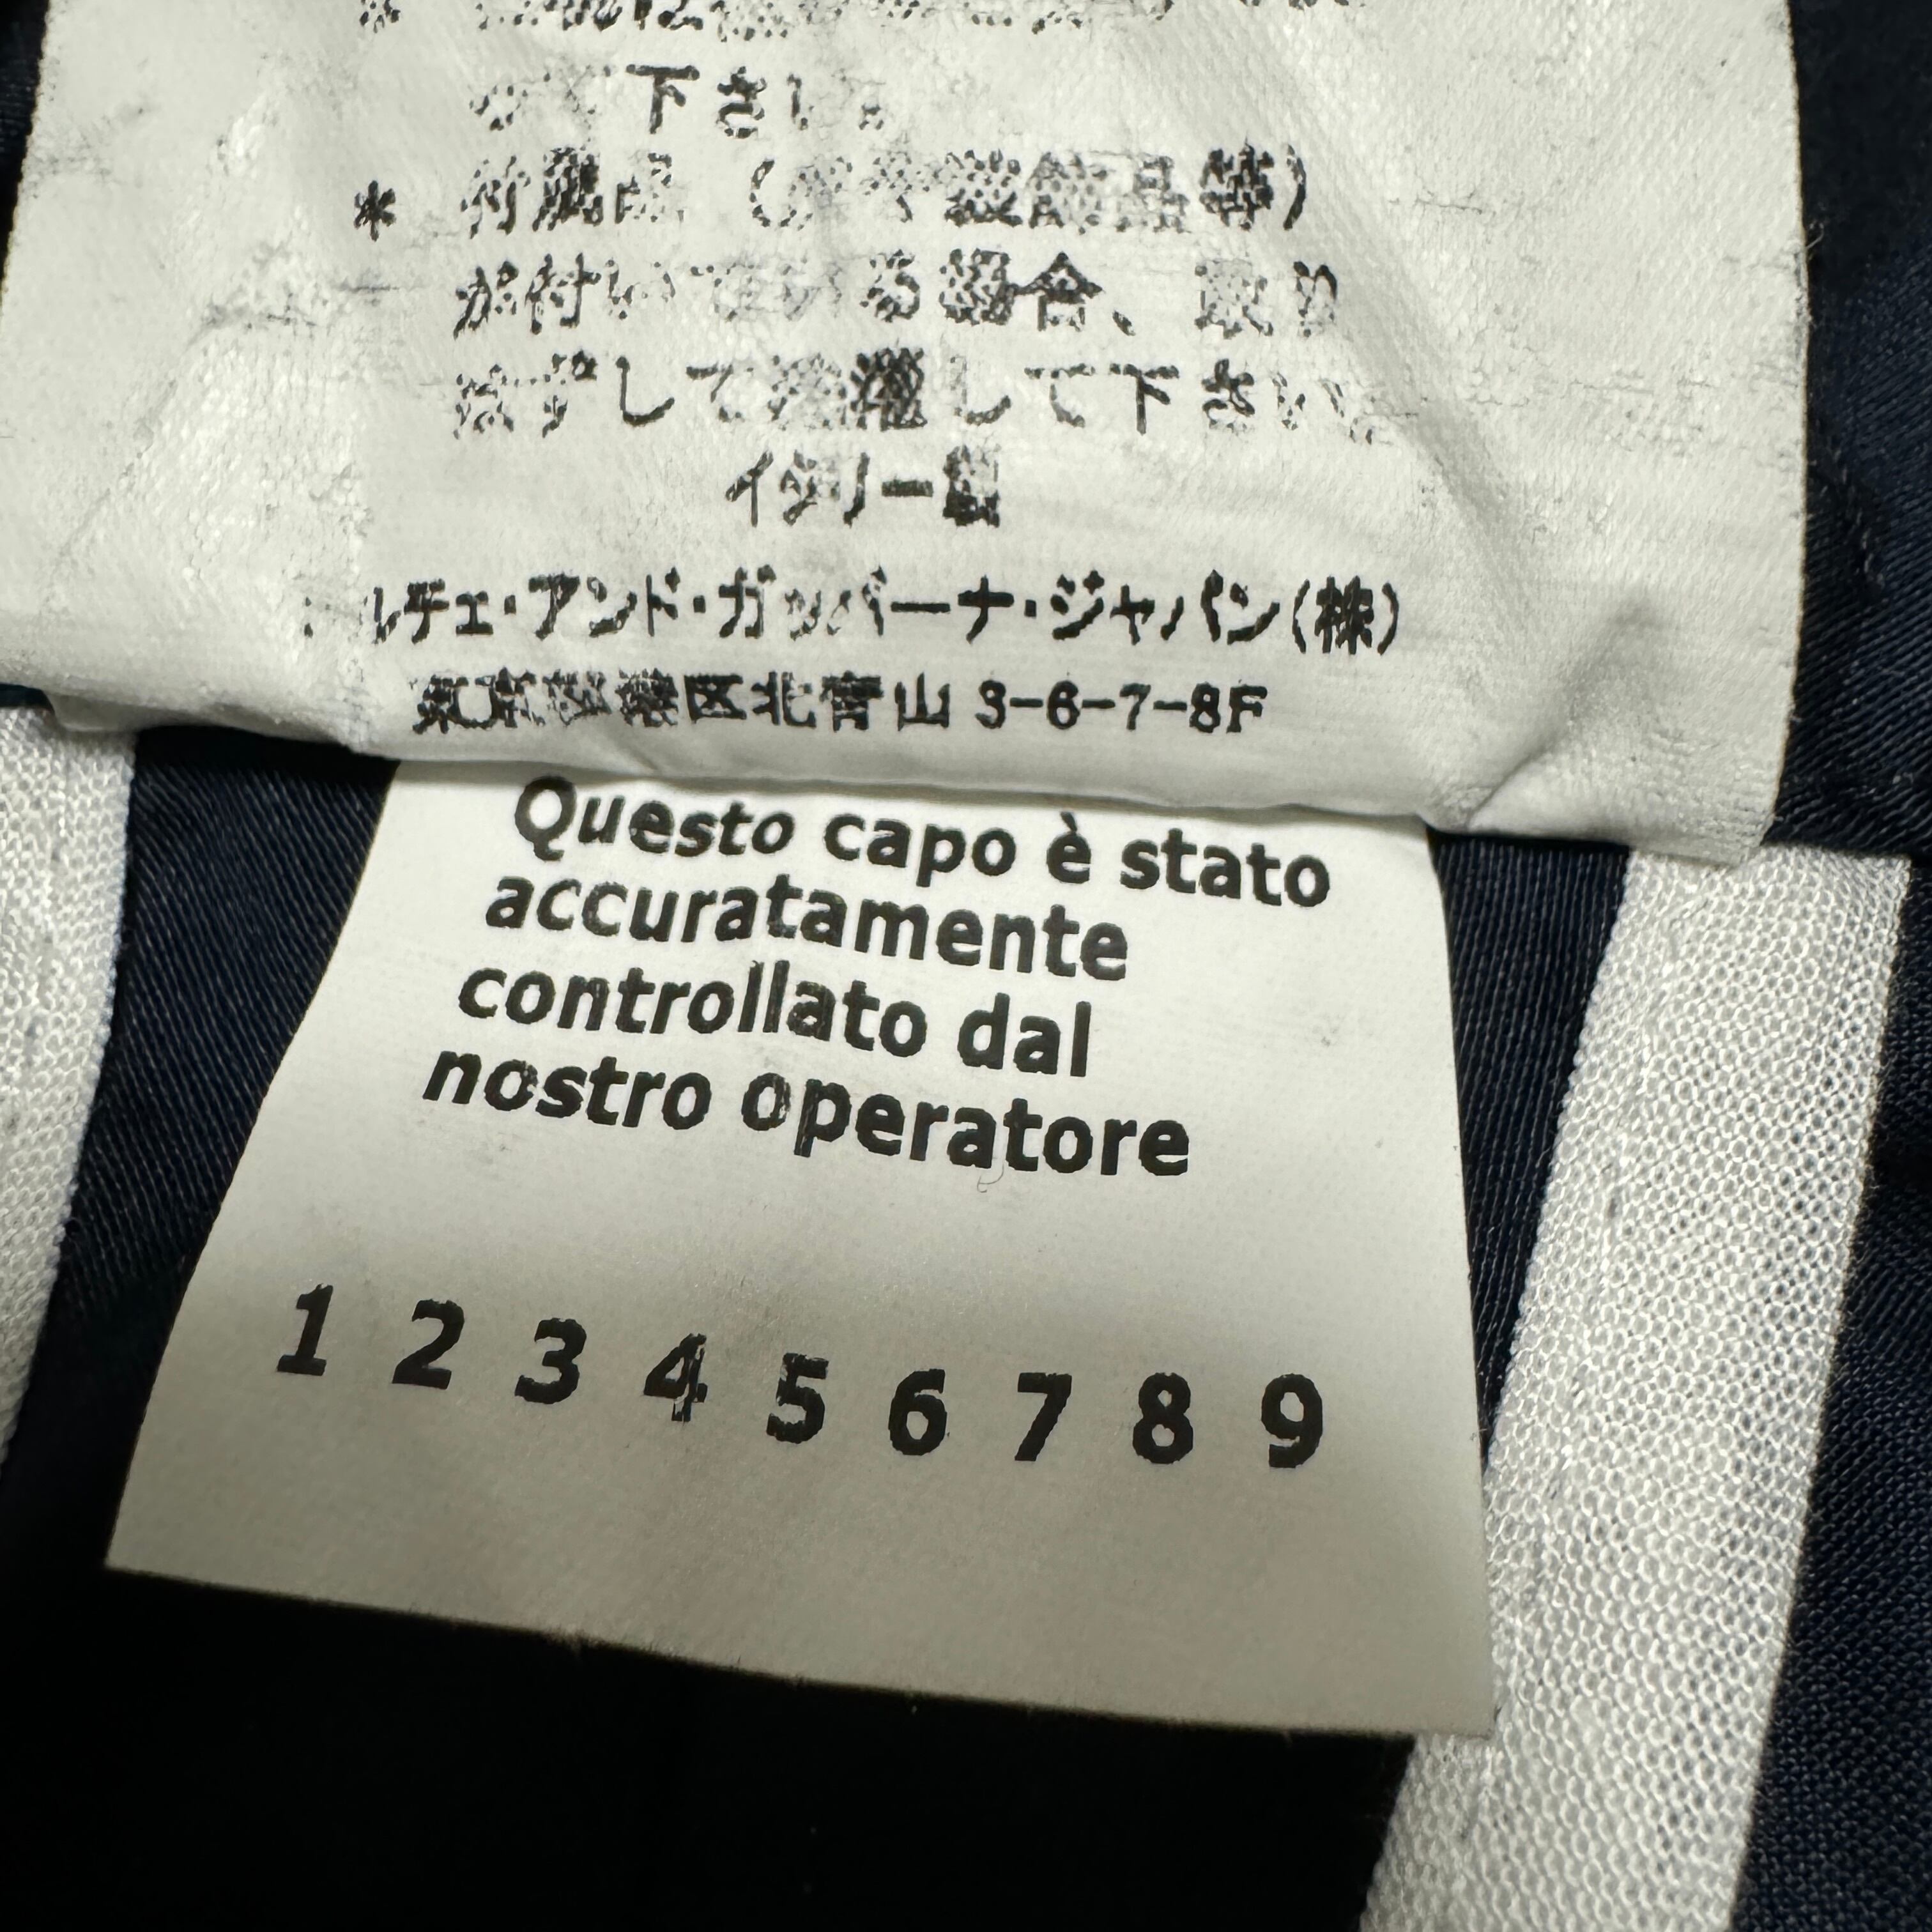 下さい。
* 付属品 ( 等)
が付いている場合、取り
外ずして洗濯して下さい。
イタリー製
ルチェ・アンド・ガッバーナ・ジャパン(株)
東京都港区北青山 3-6-7-8F
Questo capo è stato
accuratamente
controllato dal
nostro operatore
1 2 3 4 5 6 7 8 9